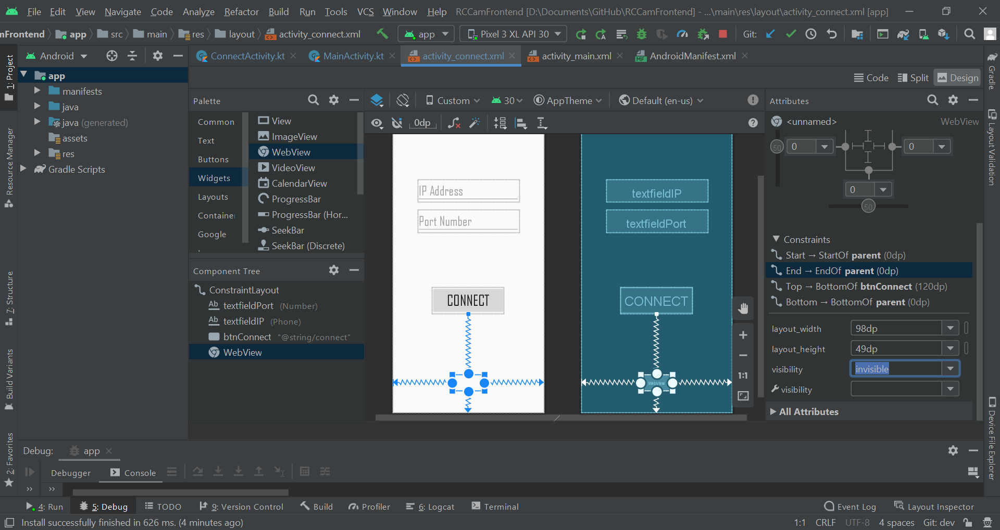 File Edit View Navigate Code Analyze Refactor Build Run Tools VCS Window Help RCCamFrontend [D:\Documents\GitHub\RCCamFrontend] - ...\main\res\layout\activity_connect.xml [app]
mFrontend app src main res layout activity_connect.xml app Pixel 3 XL API 30 Git:
Android ConnectActivity.kt MainActivity.kt activity_connect.xml activity_main.xml AndroidManifest.xml
Code Split Design
1: Project
Resource Manager
7: Structure
Build Variants
2: Favorites
app
manifests
java
java (generated)
assets
res
Gradle Scripts
Palette
Common
Text
Buttons
Widgets
Layouts
Containe
Google
View
ImageView
WebView
VideoView
CalendarView
ProgressBar
ProgressBar (Hor...
SeekBar
SeekBar (Discrete)
Component Tree
ConstraintLayout
Ab textfieldPort (Number)
Ab textfieldIP (Phone)
btnConnect "@string/connect"
WebView
Custom 30 AppTheme Default (en-us)
0dp
IP Address
Port Number
CONNECT
textfieldIP
textfieldPort
CONNECT
WebView
1:1
Attributes
<unnamed> WebView
50 0 0
0
50
Constraints
Start → StartOf parent (0dp)
End → EndOf parent (0dp)
Top → BottomOf btnConnect (120dp)
Bottom → BottomOf parent (0dp)
layout_width 98dp
layout_height 49dp
visibility invisible
visibility
All Attributes
Gradle
Layout Validation
Device File Explorer
Debug: app
Debugger Console
4: Run 5: Debug TODO 9: Version Control Build Profiler 6: Logcat Terminal Event Log Layout Inspector
Install successfully finished in 626 ms. (4 minutes ago) 1:1 CRLF UTF-8 4 spaces Git: dev